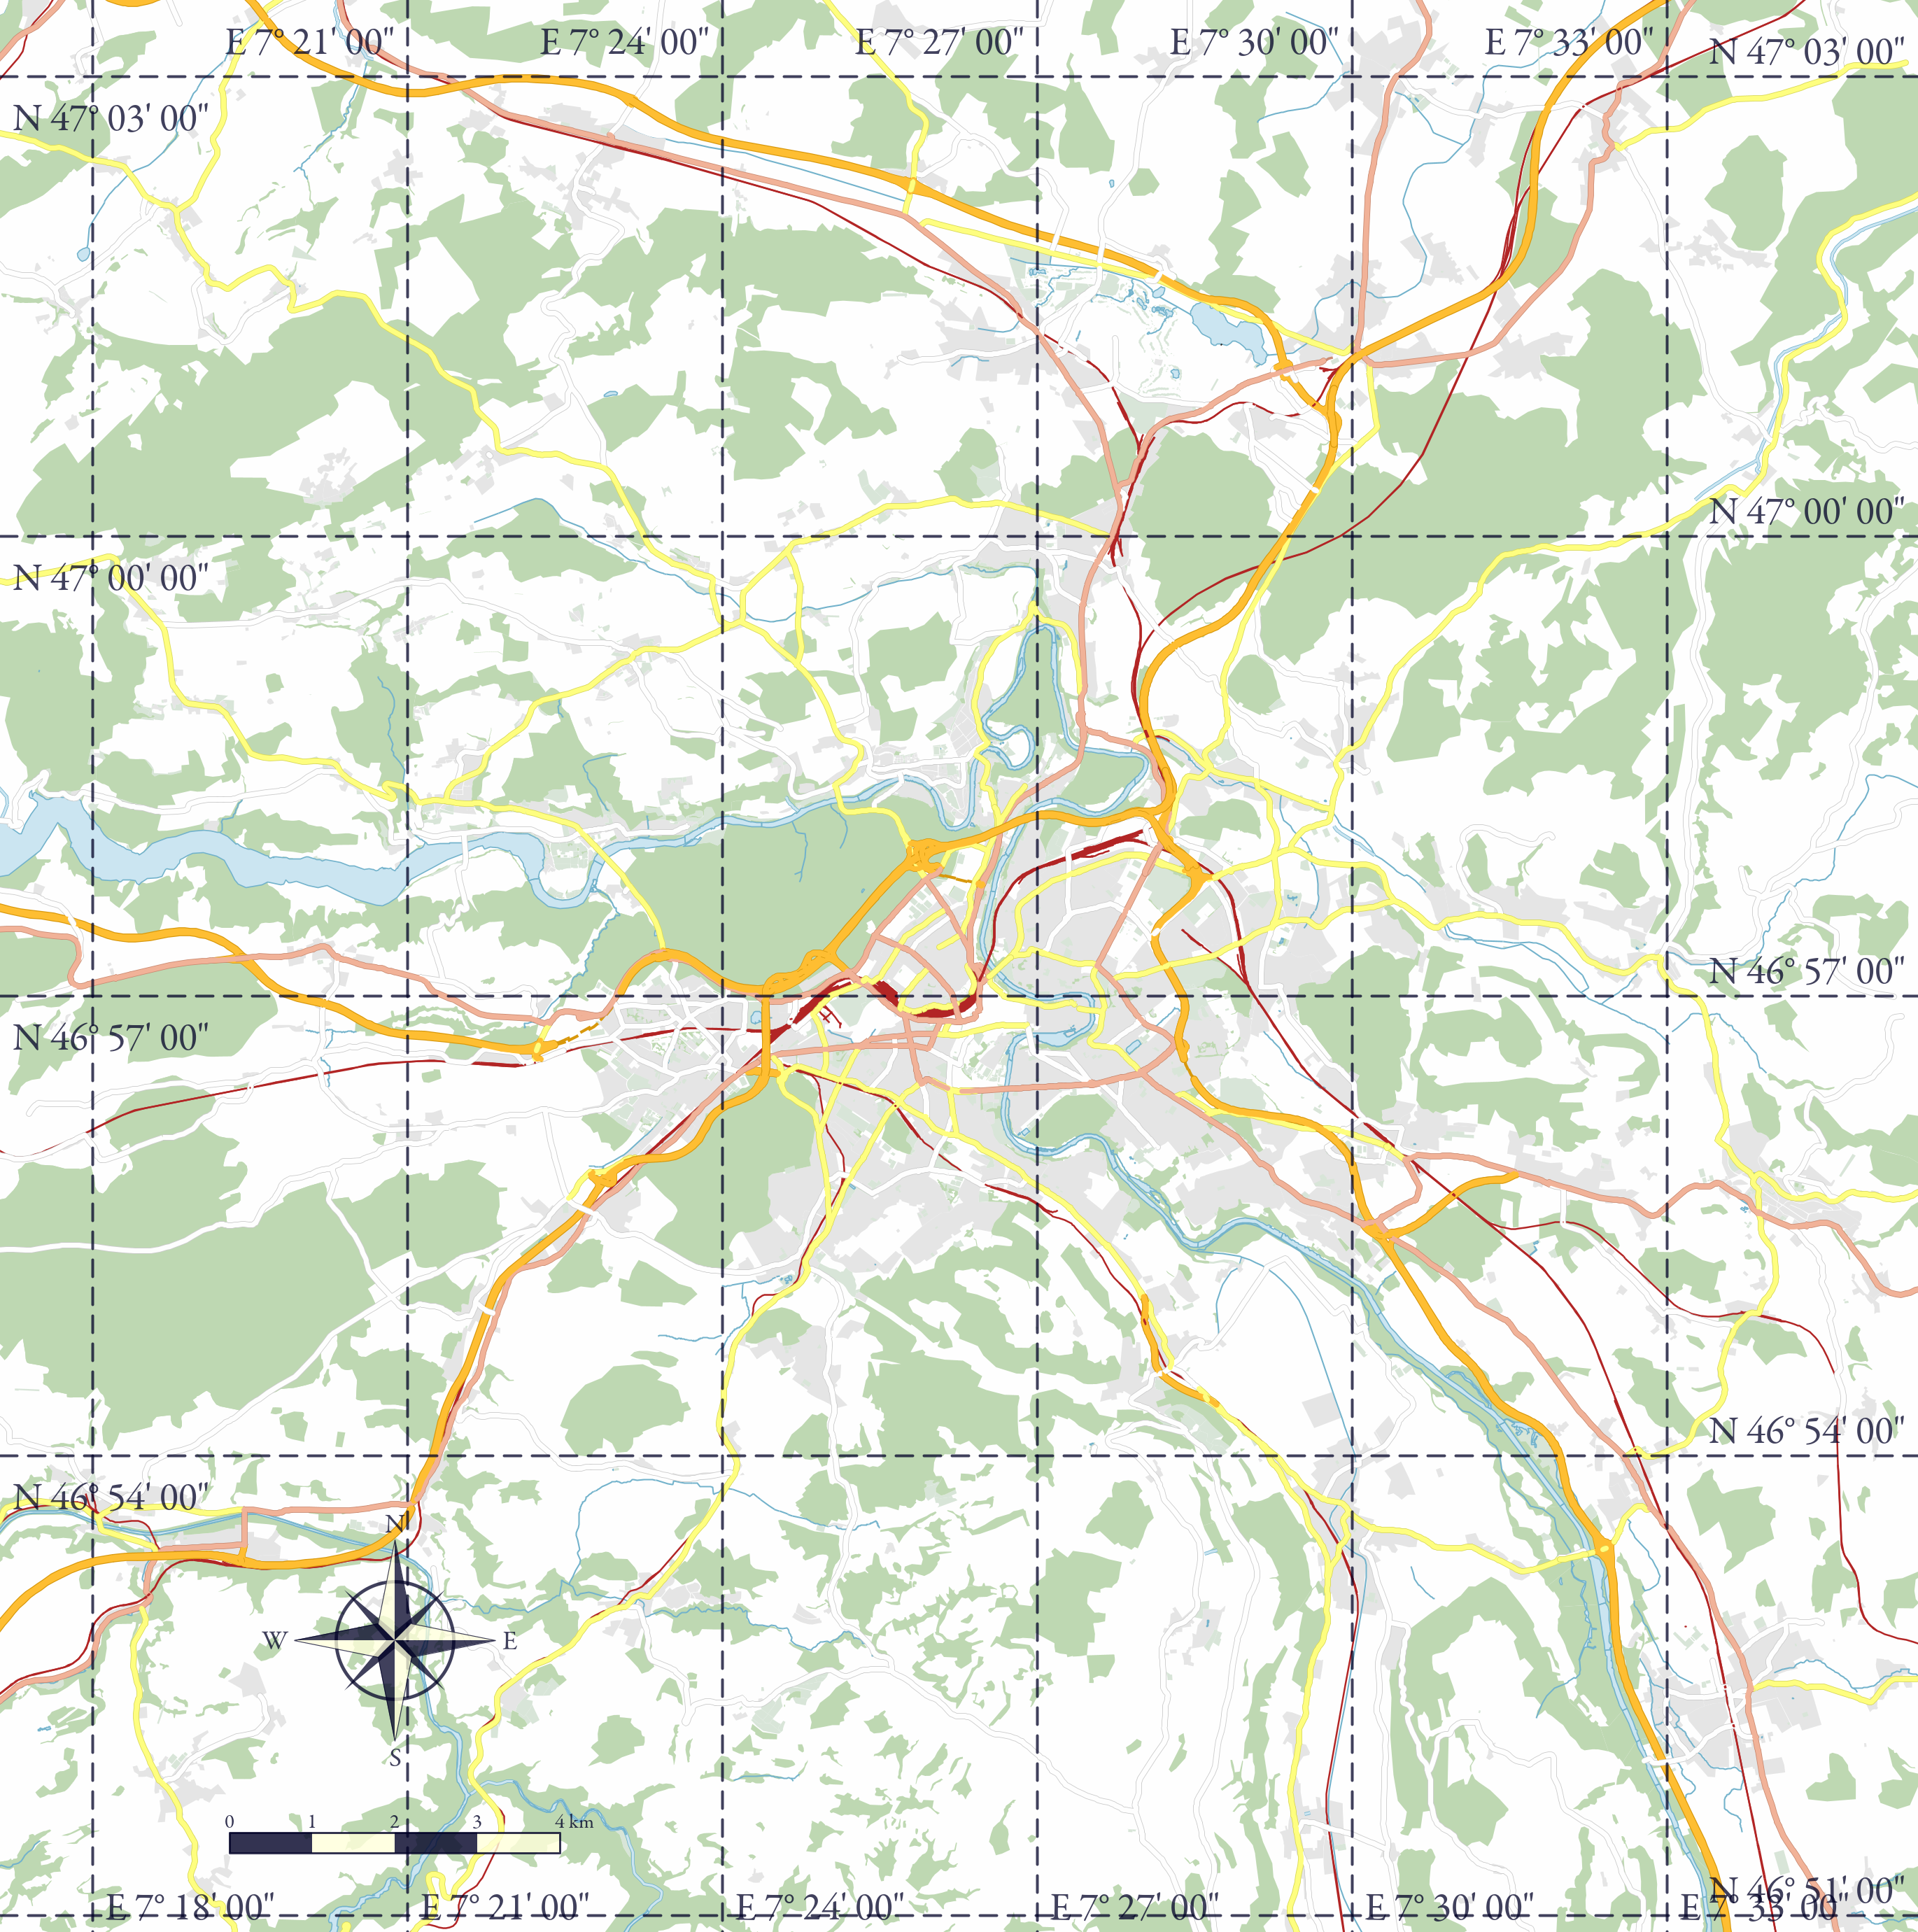 E 7° 21' 00"
E 7° 24' 00"
E 7° 27' 00"
E 7° 30' 00"
E 7° 33' 00"
N 47° 03' 00"
N 47° 03' 00"
N 47° 00' 00"
N 47° 00' 00"
N 46° 57' 00"
N 46° 57' 00"
N 46° 54' 00"
N 46° 54' 00"
N
W
E
S
0 1 2 3 4 km
N 46° 51' 00"
E 7° 18' 00"
E 7° 21' 00"
E 7° 24' 00"
E 7° 27' 00"
E 7° 30' 00"
E 7° 33' 00"